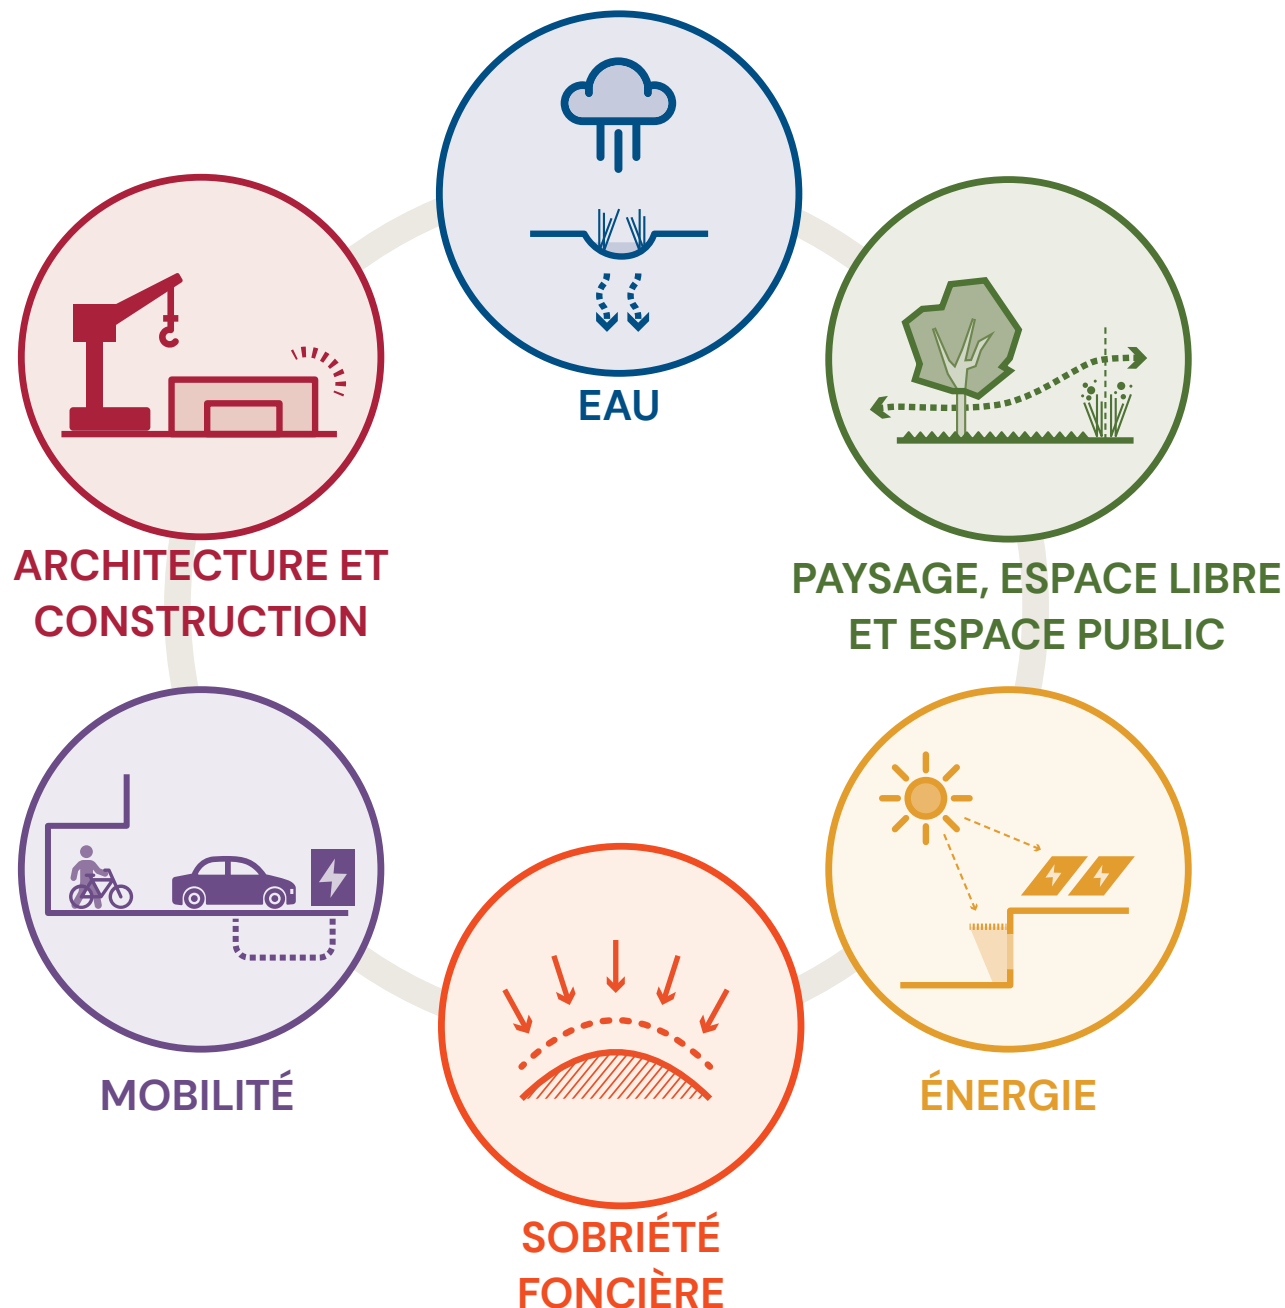 EAU
ARCHITECTURE ET
CONSTRUCTION
PAYSAGE, ESPACE LIBRE
ET ESPACE PUBLIC
MOBILITÉ
ÉNERGIE
SOBRIÉTÉ
FONCIÈRE